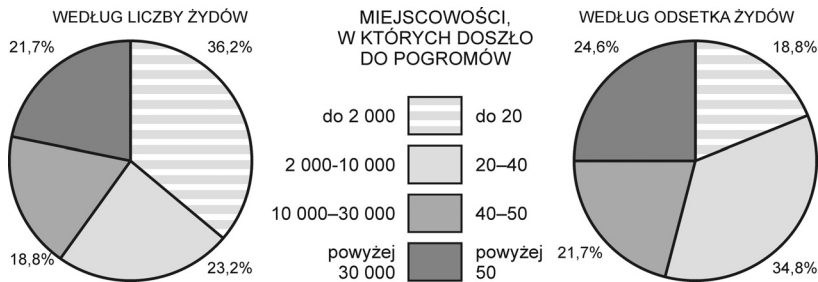 WEDŁUG LICZBY ŻYDÓW
21,7%
36,2%
18,8%
23,2%
MIEJSCOWOŚCI,
W KTÓRYCH DOSZŁO
DO POGROMÓW
do 2 000 do 20
2 000-10 000 20–40
10 000–30 000 40–50
powyżej powyżej
30 000 50
WEDŁUG ODSETKA ŻYDÓW
24,6%
18,8%
21,7%
34,8%